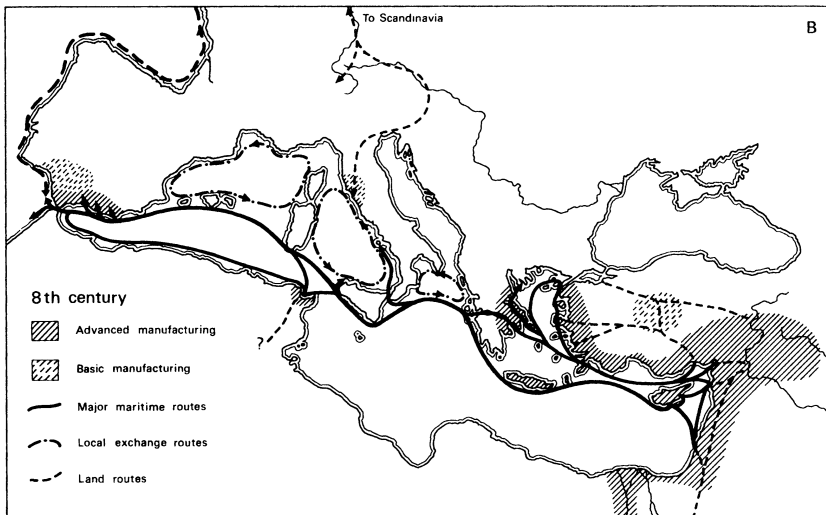 To Scandinavia
B
?
8th century
Advanced manufacturing
Basic manufacturing
Major maritime routes
Local exchange routes
Land routes